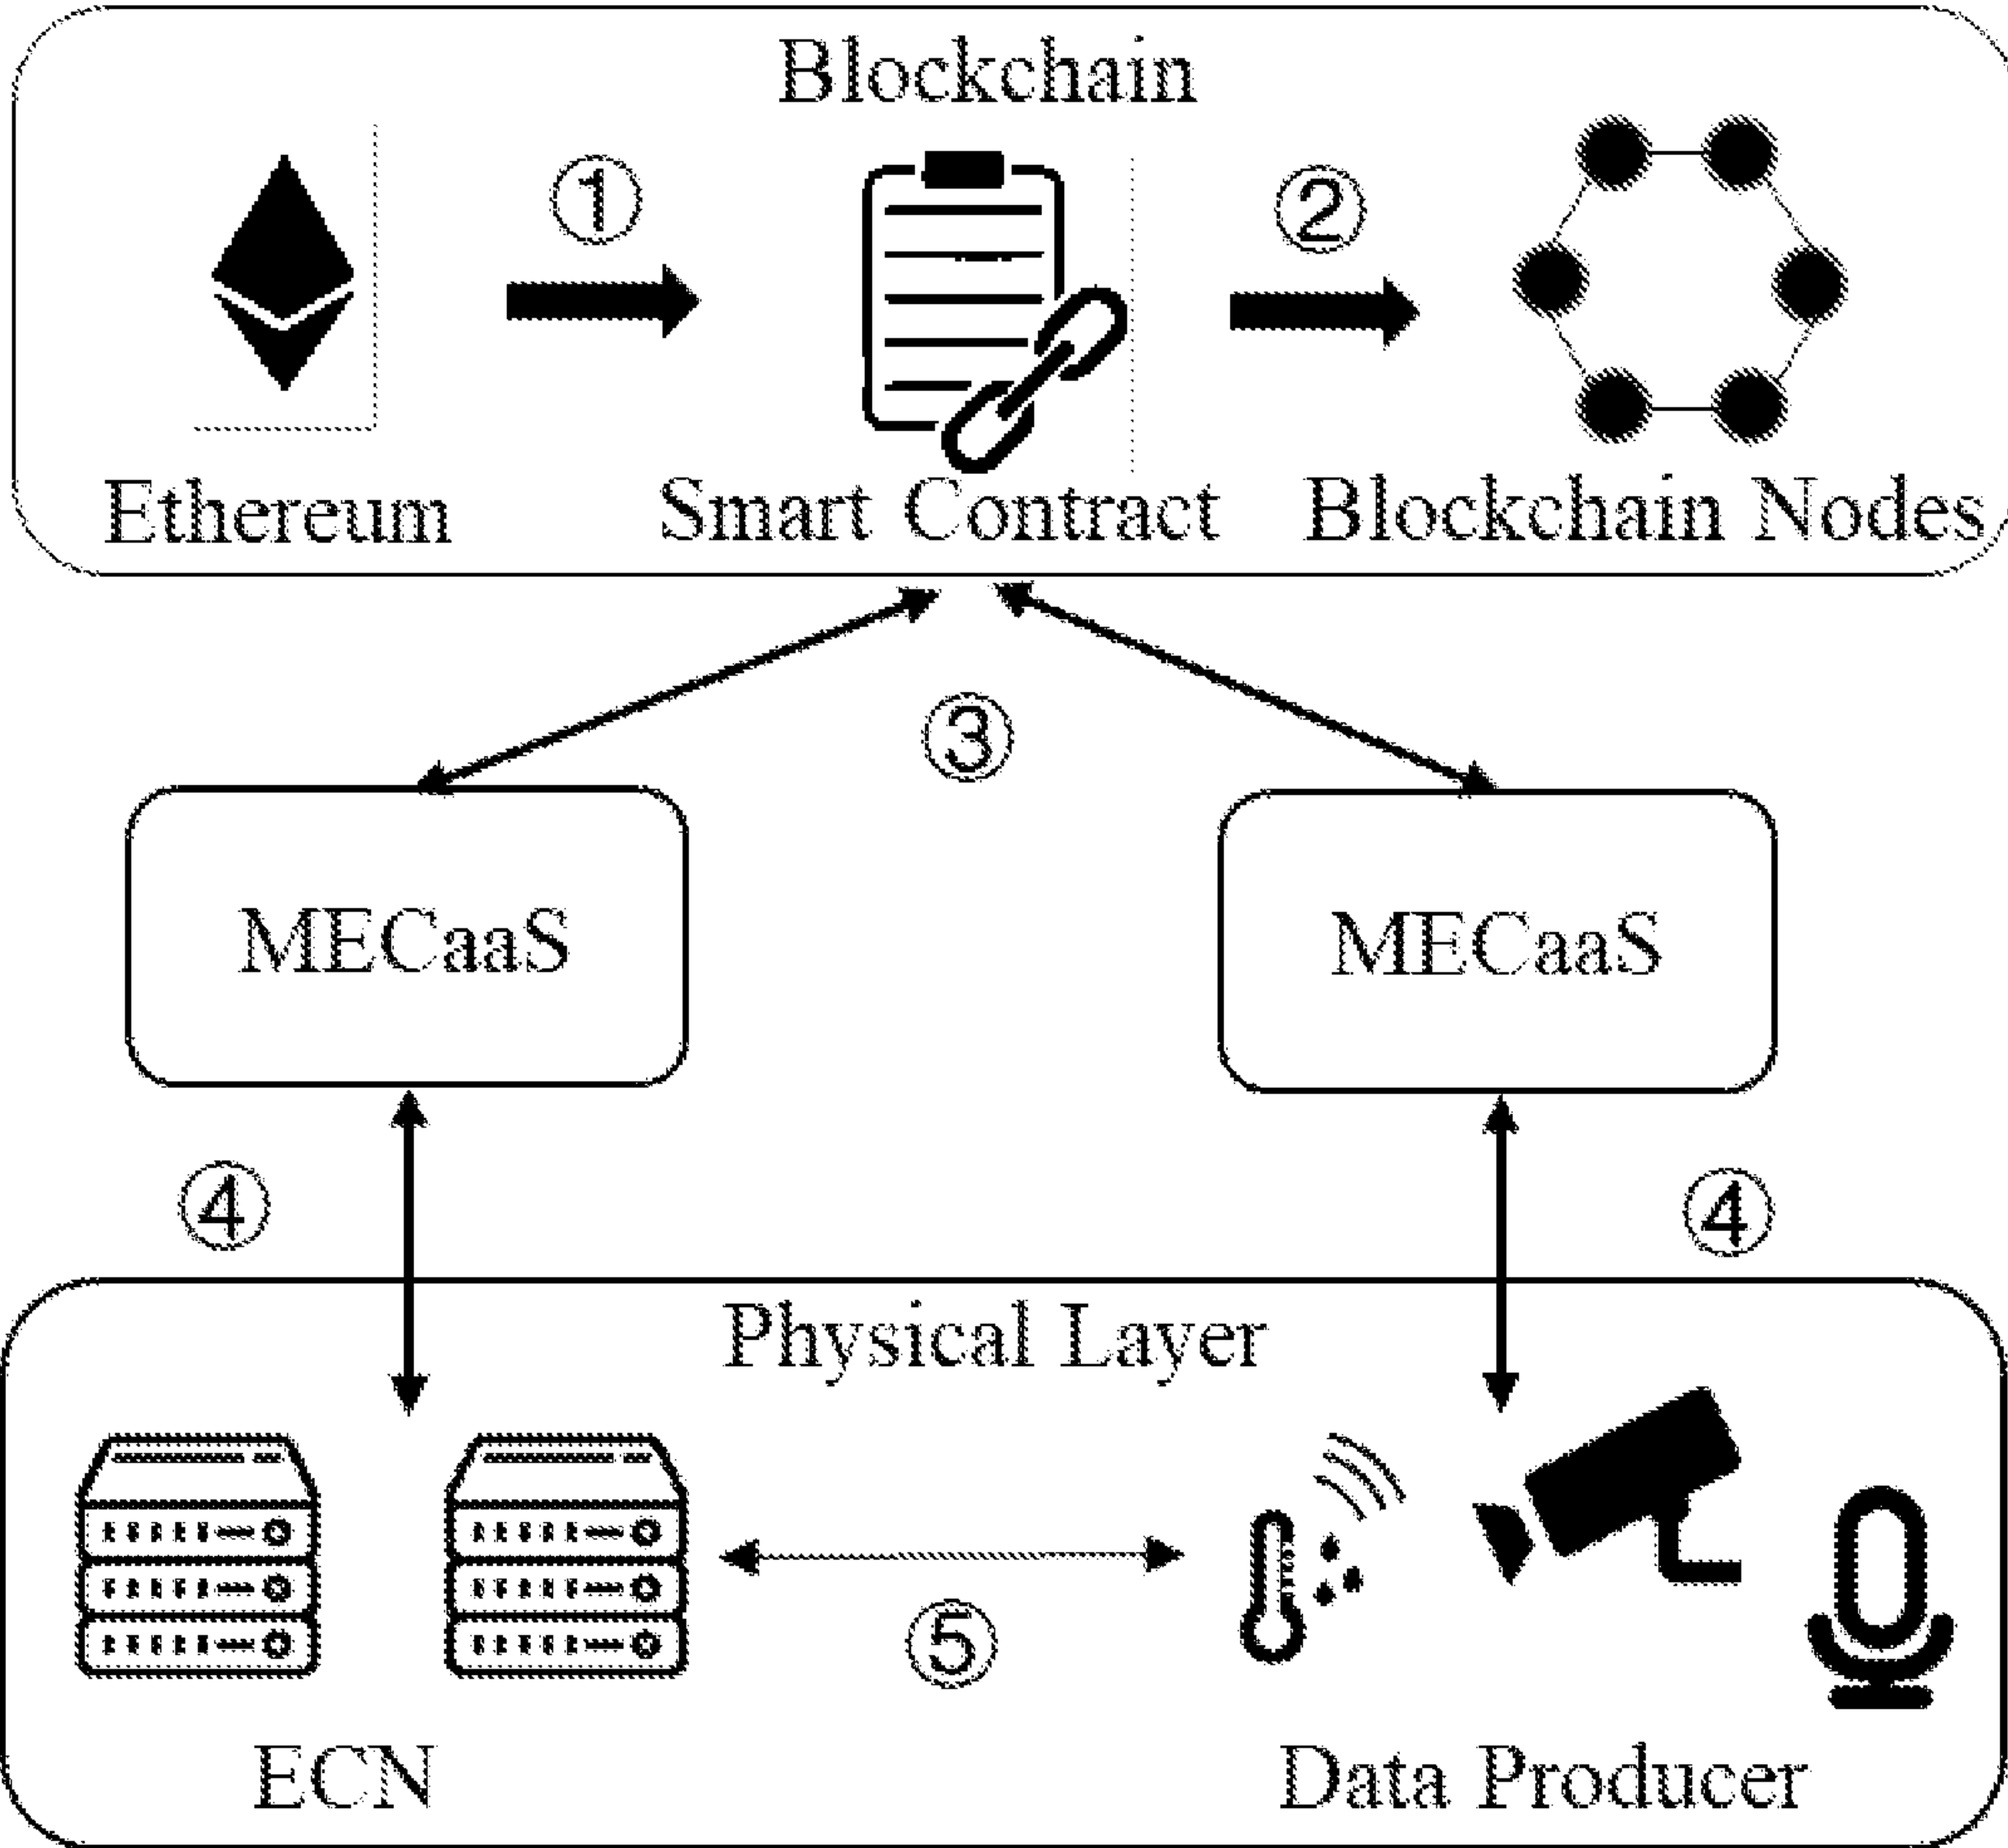 Blockchain
①
②
Ethereum
Smart Contract
Blockchain Nodes
③
MECaaS
MECaaS
④
④
Physical Layer
⑤
ECN
Data Producer